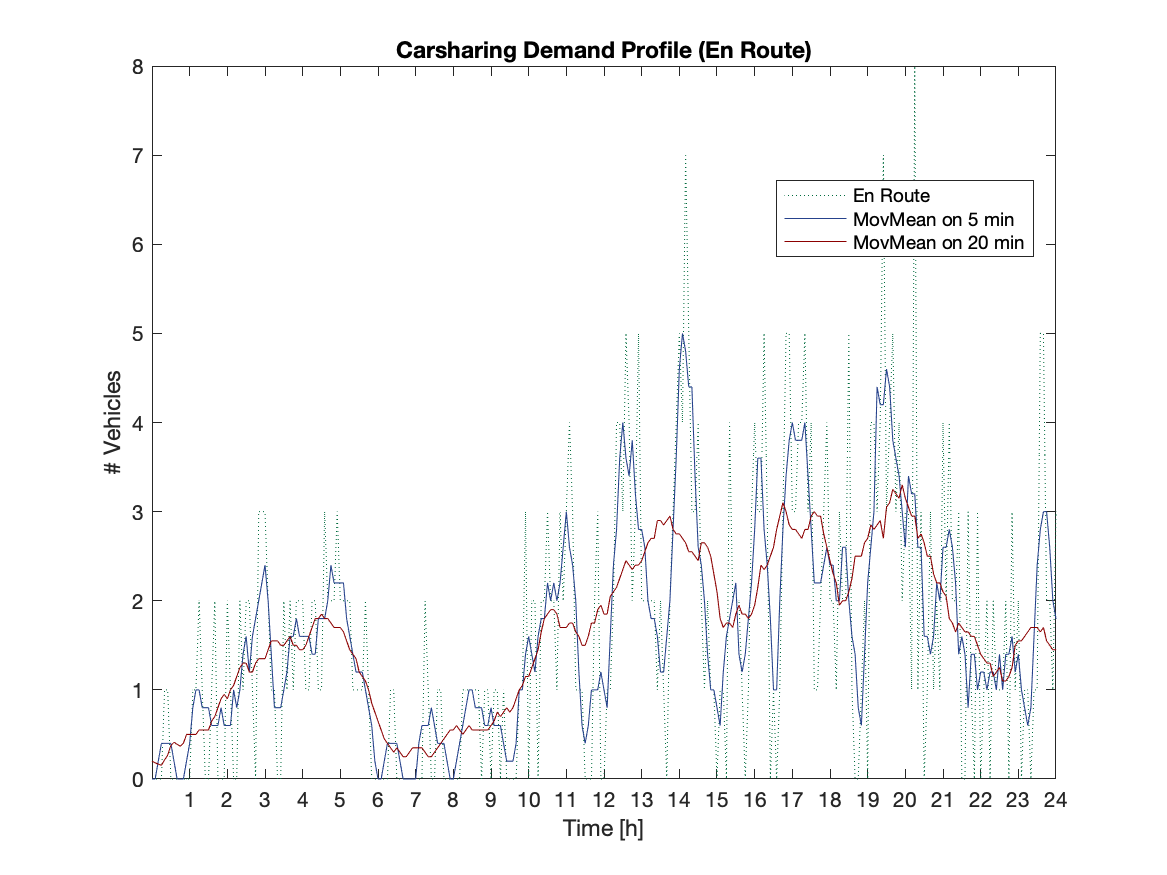 Carsharing Demand Profile (En Route)
8
7
6
5
4
3
2
1
0
# Vehicles
En Route
MovMean on 5 min
MovMean on 20 min
1 2 3 4 5 6 7 8 9 10 11 12 13 14 15 16 17 18 19 20 21 22 23 24
Time [h]